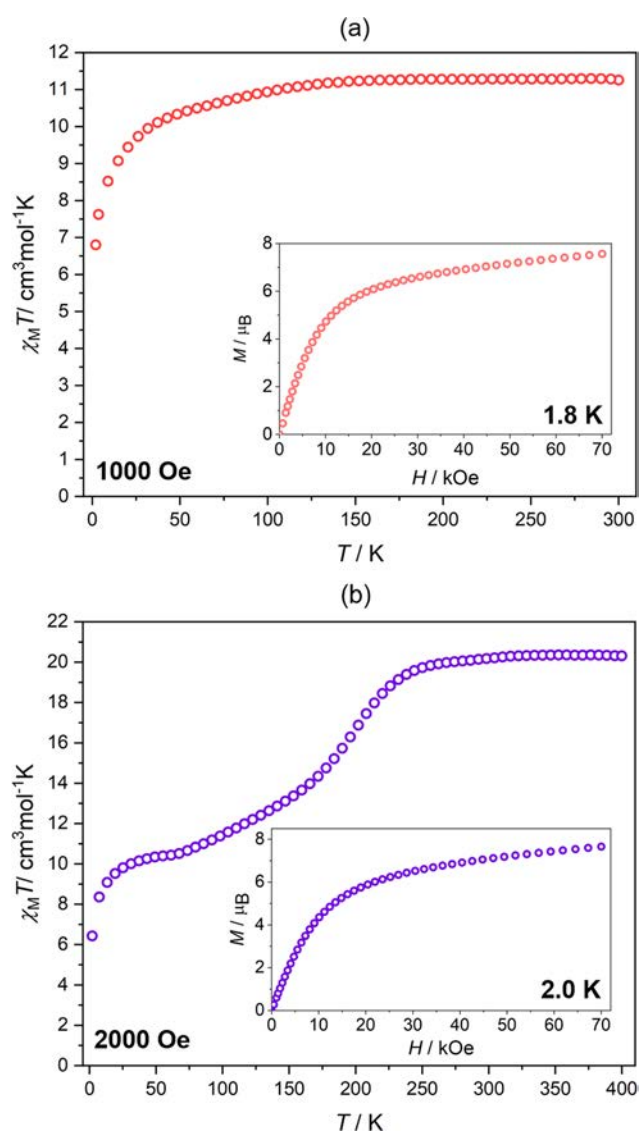 (a)
12
11
10
9
8
7
6
5
4
3
2
1
0
χMT/ cm³mol⁻¹K
8
6
4
2
0
M / μB
1.8 K
0 10 20 30 40 50 60 70
H / kOe
1000 Oe
0 50 100 150 200 250 300
T / K
(b)
22
20
18
16
14
12
10
8
6
4
2
0
χMT/ cm³mol⁻¹K
8
6
4
2
0
M / μB
2.0 K
0 10 20 30 40 50 60 70
H / kOe
2000 Oe
0 50 100 150 200 250 300 350 400
T / K